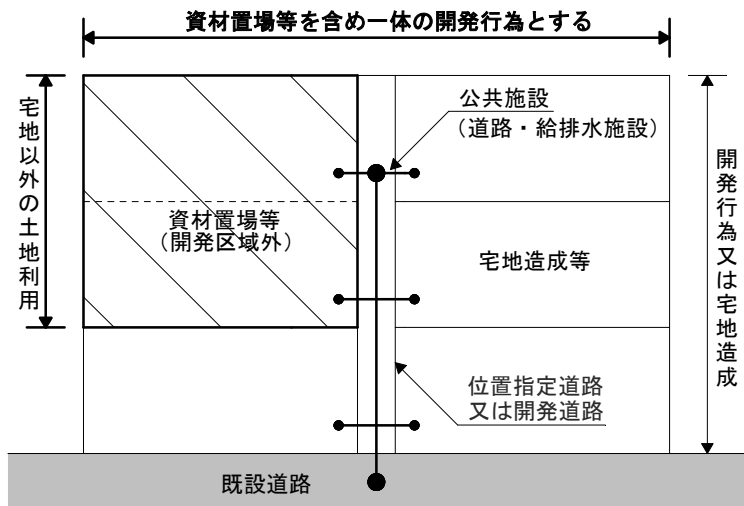 資材置場等を含め一体の開発行為とする
宅地以外の土地利用
公共施設
(道路・給排水施設)
資材置場等
(開発区域外)
宅地造成等
開発行為又は宅地造成
位置指定道路
又は開発道路
既設道路